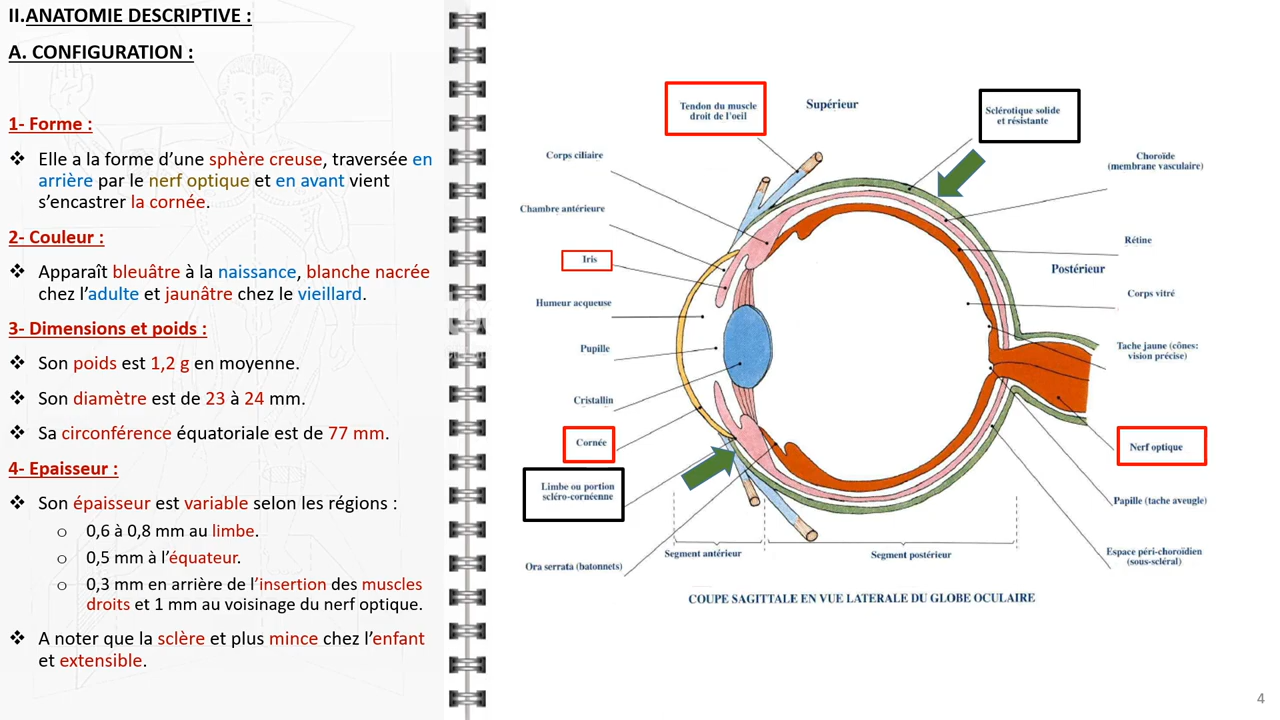 II.ANATOMIE DESCRIPTIVE :
A. CONFIGURATION :
1- Forme :
❖ Elle a la forme d’une sphère creuse, traversée en
arrière par le nerf optique et en avant vient
s’encastrer la cornée.
2- Couleur :
❖ Apparaît bleuâtre à la naissance, blanche nacrée
chez l’adulte et jaunâtre chez le vieillard.
3- Dimensions et poids :
❖ Son poids est 1,2 g en moyenne.
❖ Son diamètre est de 23 à 24 mm.
❖ Sa circonférence équatoriale est de 77 mm.
4- Epaisseur :
❖ Son épaisseur est variable selon les régions :
o 0,6 à 0,8 mm au limbe.
o 0,5 mm à l’équateur.
o 0,3 mm en arrière de l’insertion des muscles
droits et 1 mm au voisinage du nerf optique.
❖ A noter que la sclère et plus mince chez l’enfant
et extensible.
Tendon du muscle
droit de l'oeil
Supérieur
Sclérotique solide
et résistante
Corps ciliaire
Choroïde
(membrane vasculaire)
Chambre antérieure
Rétine
Iris
Postérieur
Humeur aqueuse
Corps vitré
Pupille
Tache jaune (cônes:
vision précise)
Cristallin
Cornée
Nerf optique
Limbe ou portion
scléro-cornéenne
Papille (tache aveugle)
Segment antérieur
Segment postérieur
Espace péri-choroïdien
(sous-scléral)
Ora serrata (batonnets)
COUPE SAGITTALE EN VUE LATERALE DU GLOBE OCULAIRE
4